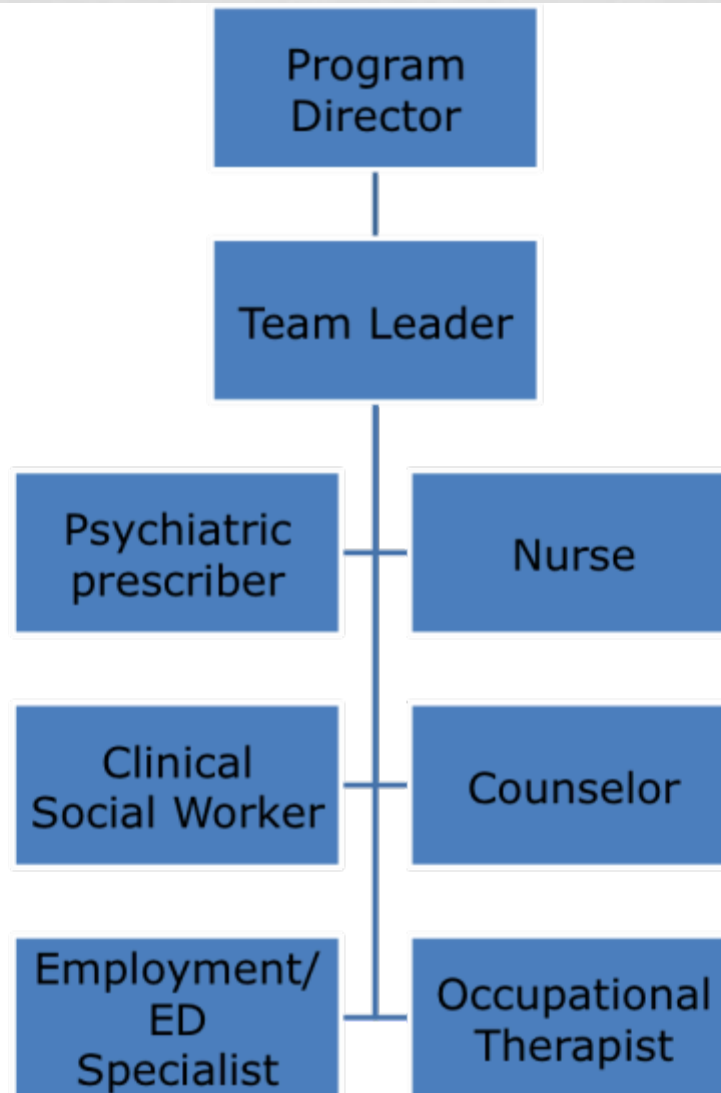 Program
Director
Team Leader
Psychiatric
prescriber
Nurse
Clinical
Social Worker
Counselor
Employment/
ED
Specialist
Occupational
Therapist